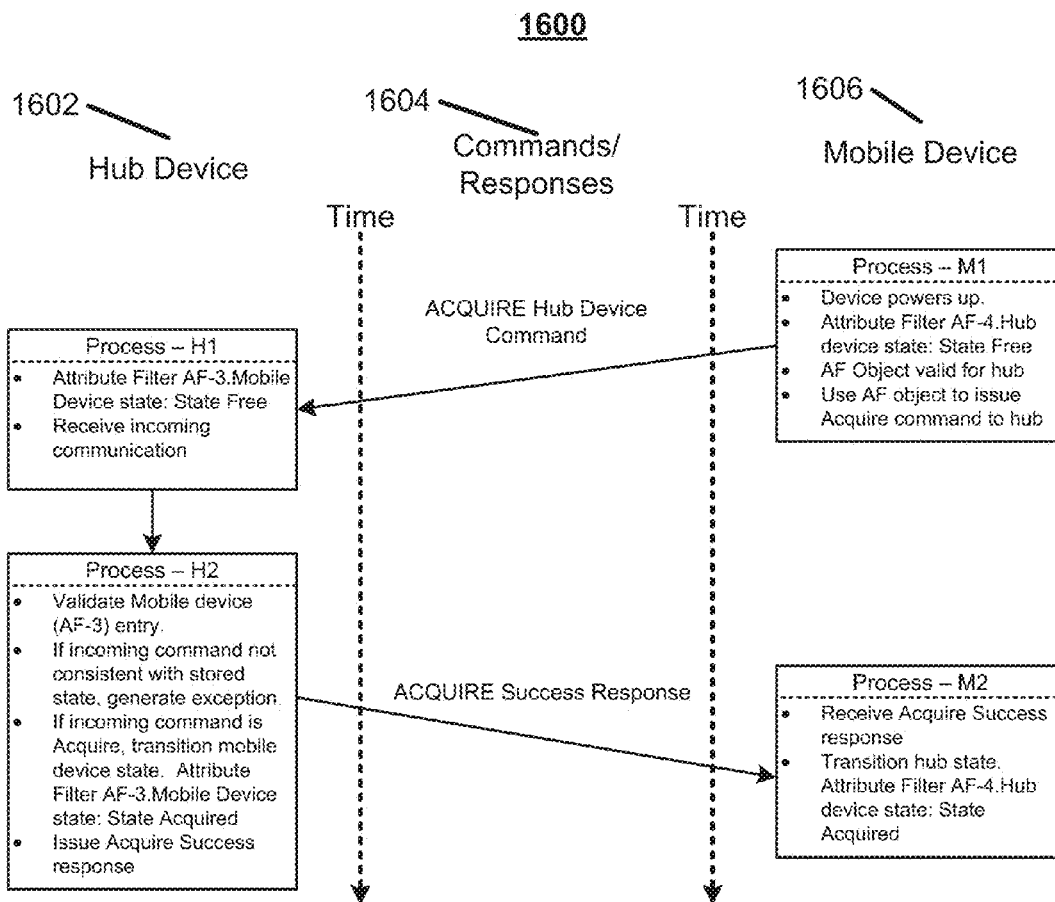 1600
1602
Hub Device
1604
Commands/
Responses
1606
Mobile Device
Time
Time
Process – M1
• Device powers up.
• Attribute Filter AF-4.Hub
device state: State Free
• AF Object valid for hub
• Use AF object to issue
Acquire command to hub
ACQUIRE Hub Device
Command
Process – H1
• Attribute Filter AF-3.Mobile
Device state: State Free
• Receive incoming
communication
Process – H2
• Validate Mobile device
(AF-3) entry.
• If incoming command not
consistent with stored
state, generate exception.
• If incoming command is
Acquire, transition mobile
device state. Attribute
Filter AF-3.Mobile Device
state: State Acquired
• Issue Acquire Success
response
ACQUIRE Success Response
Process – M2
• Receive Acquire Success
response
• Transition hub state.
Attribute Filter AF-4.Hub
device state: State
Acquired